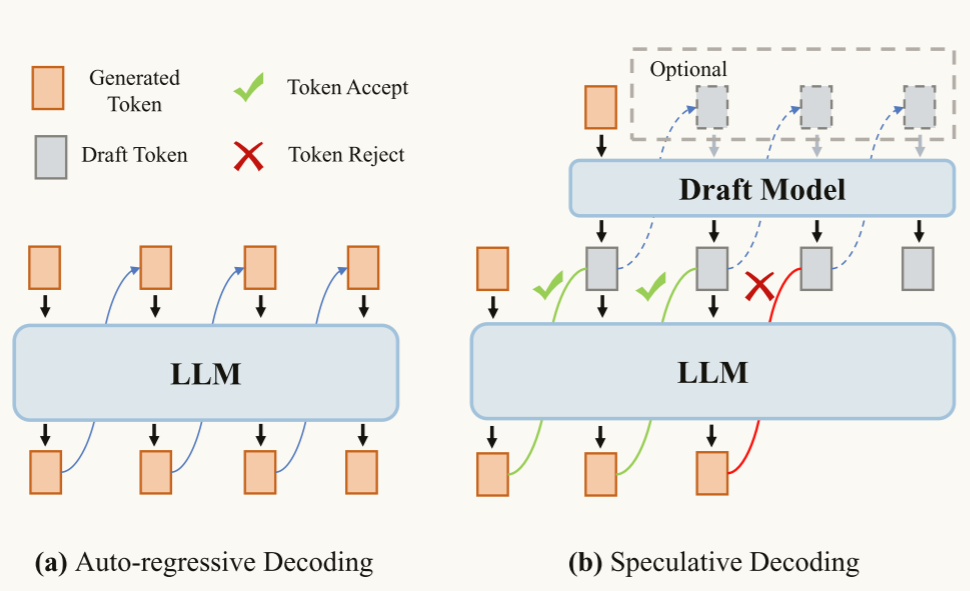 Generated
Token
Token Accept
Draft Token
Token Reject
Optional
Draft Model
LLM
LLM
(a) Auto-regressive Decoding
(b) Speculative Decoding